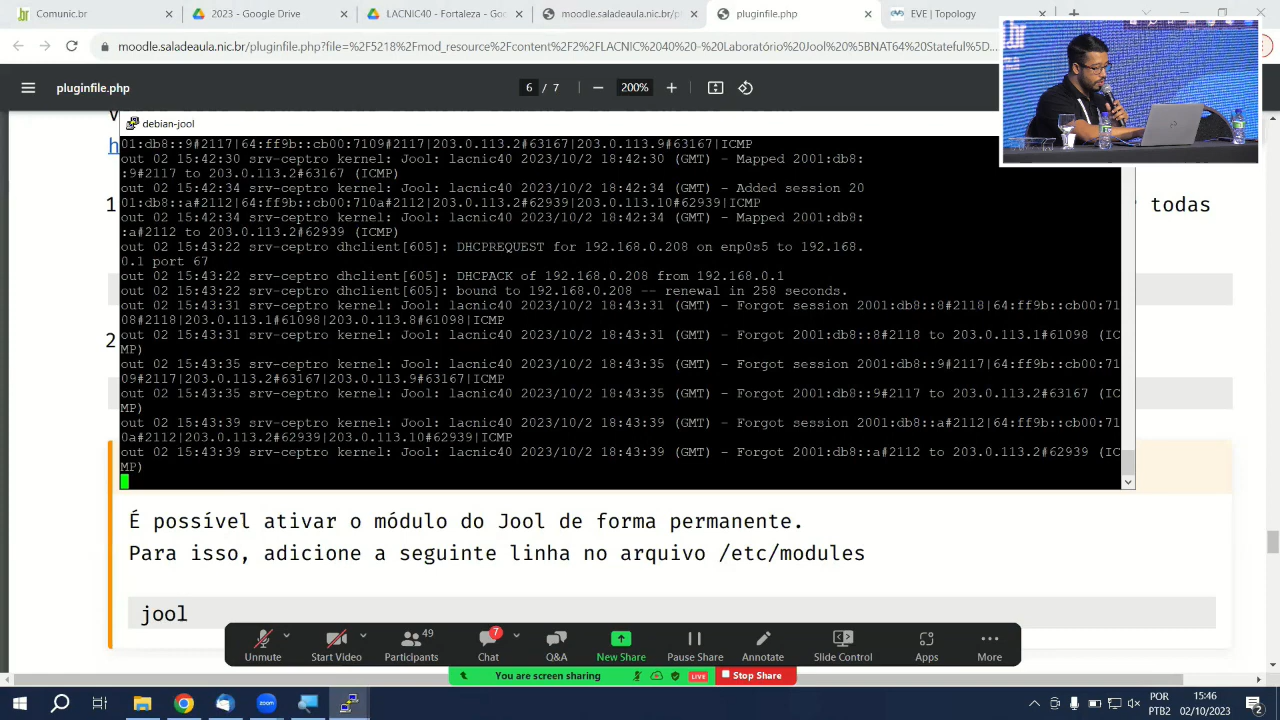 Comunic.br
2023 - Google Drive
moodle.saladeaula.nic.br/plu
pluginfile.php
EVE | Topology
pluginfile.php
6 / 7
200%
debian-jool
01:db8::9#2117|64:ff9b::cb00:7109#2117|203.0.113.2#63167|203.0.113.9#63167|ICMP
out 02 15:42:30 srv-ceptro kernel: Jool: lacnic40 2023/10/2 18:42:30 (GMT) - Mapped 2001:db8:
:9#2117 to 203.0.113.2#63167 (ICMP)
out 02 15:42:34 srv-ceptro kernel: Jool: lacnic40 2023/10/2 18:42:34 (GMT) - Added session 20
01:db8::a#2112|64:ff9b::cb00:710a#2112|203.0.113.2#62939|203.0.113.10#62939|ICMP
out 02 15:42:34 srv-ceptro kernel: Jool: lacnic40 2023/10/2 18:42:34 (GMT) - Mapped 2001:db8:
:a#2112 to 203.0.113.2#62939 (ICMP)
out 02 15:43:22 srv-ceptro dhclient[605]: DHCPREQUEST for 192.168.0.208 on enp0s5 to 192.168.
0.1 port 67
out 02 15:43:22 srv-ceptro dhclient[605]: DHCPACK of 192.168.0.208 from 192.168.0.1
out 02 15:43:22 srv-ceptro dhclient[605]: bound to 192.168.0.208 -- renewal in 258 seconds.
out 02 15:43:31 srv-ceptro kernel: Jool: lacnic40 2023/10/2 18:43:31 (GMT) - Forgot session 2001:db8::8#2118|64:ff9b::cb00:71
08#2118|203.0.113.1#61098|203.0.113.8#61098|ICMP
out 02 15:43:31 srv-ceptro kernel: Jool: lacnic40 2023/10/2 18:43:31 (GMT) - Forgot 2001:db8::8#2118 to 203.0.113.1#61098 (IC
MP)
out 02 15:43:35 srv-ceptro kernel: Jool: lacnic40 2023/10/2 18:43:35 (GMT) - Forgot session 2001:db8::9#2117|64:ff9b::cb00:71
09#2117|203.0.113.2#63167|203.0.113.9#63167|ICMP
out 02 15:43:35 srv-ceptro kernel: Jool: lacnic40 2023/10/2 18:43:35 (GMT) - Forgot 2001:db8::9#2117 to 203.0.113.2#63167 (IC
MP)
out 02 15:43:39 srv-ceptro kernel: Jool: lacnic40 2023/10/2 18:43:39 (GMT) - Forgot session 2001:db8::a#2112|64:ff9b::cb00:71
0a#2112|203.0.113.2#62939|203.0.113.10#62939|ICMP
out 02 15:43:39 srv-ceptro kernel: Jool: lacnic40 2023/10/2 18:43:39 (GMT) - Forgot 2001:db8::a#2112 to 203.0.113.2#62939 (IC
MP)
1
todas
2
É possível ativar o módulo do Jool de forma permanente.
Para isso, adicione a seguinte linha no arquivo /etc/modules
jool
49
7
Unmute
Start Video
Participants
Chat
Q&A
New Share
Pause Share
Annotate
Slide Control
Apps
More
You are screen sharing
LIVE
Stop Share
POR
PTB2
15:46
02/10/2023
2